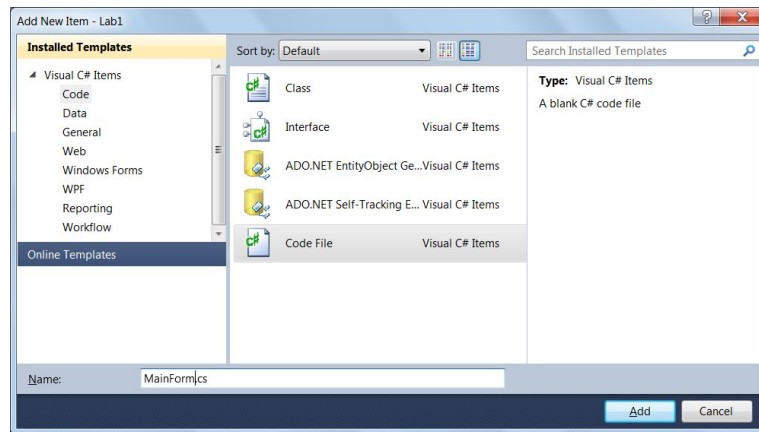 Add New Item - Lab1
Installed Templates
Visual C# Items
Code
Data
General
Web
Windows Forms
WPF
Reporting
Workflow
Online Templates
Sort by: Default
Class Visual C# Items
Interface Visual C# Items
ADO.NET EntityObject Ge...Visual C# Items
ADO.NET Self-Tracking E... Visual C# Items
Code File Visual C# Items
Search Installed Templates
Type: Visual C# Items
A blank C# code file
Name: MainForm.cs
Add Cancel